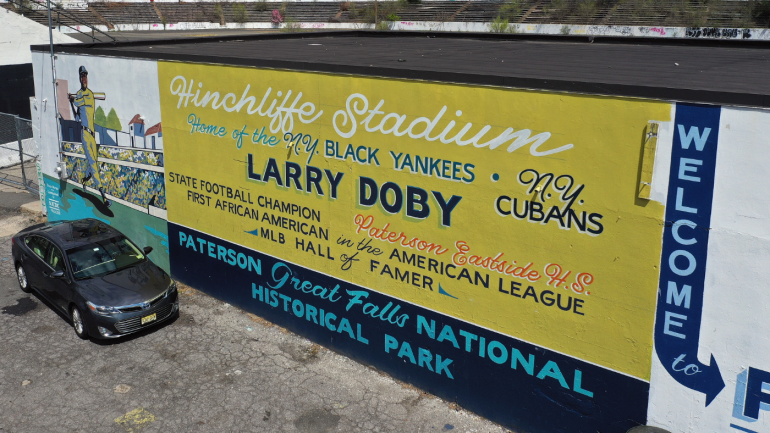 Hinchliffe Stadium
Home of the N.Y. BLACK YANKEES • N.Y. CUBANS
LARRY DOBY
STATE FOOTBALL CHAMPION Paterson Eastside H.S.
FIRST AFRICAN AMERICAN in the AMERICAN LEAGUE
MLB HALL of FAMER
PATERSON Great Falls NATIONAL
HISTORICAL PARK
WELCOME
to